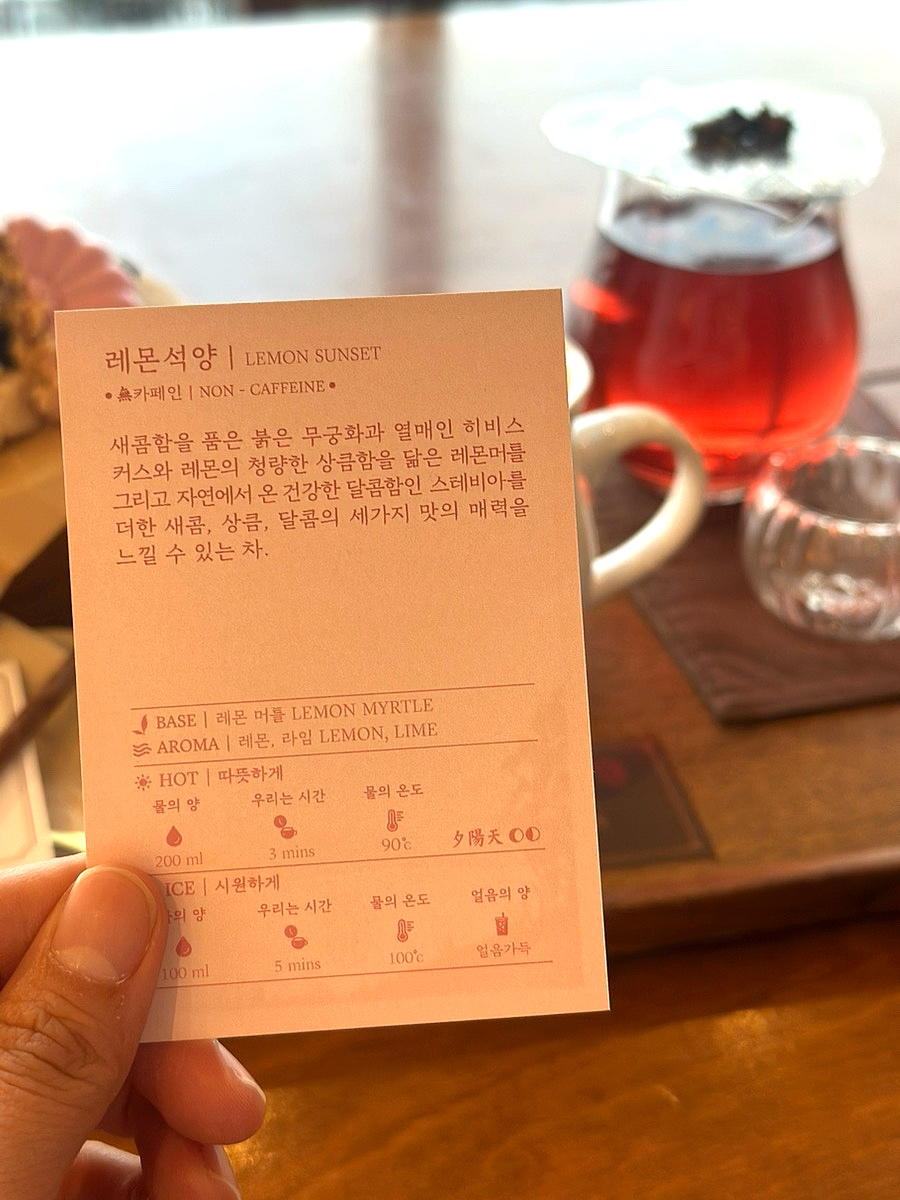 레몬석양 | LEMON SUNSET
• 無카페인 | NON - CAFFEINE •
새콤함을 품은 붉은 무궁화과 열매인 히비스
커스와 레몬의 청량한 상큼함을 닮은 레몬머틀
그리고 자연에서 온 건강한 달콤함인 스테비아를
더한 새콤, 상큼, 달콤의 세가지 맛의 매력을
느낄 수 있는 차.
BASE | 레몬 머틀 LEMON MYRTLE
AROMA | 레몬, 라임 LEMON, LIME
HOT | 따뜻하게
물의 양 우리는 시간 물의 온도
200 ml 3 mins 90℃ 夕陽天
ICE | 시원하게
양 우리는 시간 물의 온도 얼음의 양
100 ml 5 mins 100℃ 얼음가득